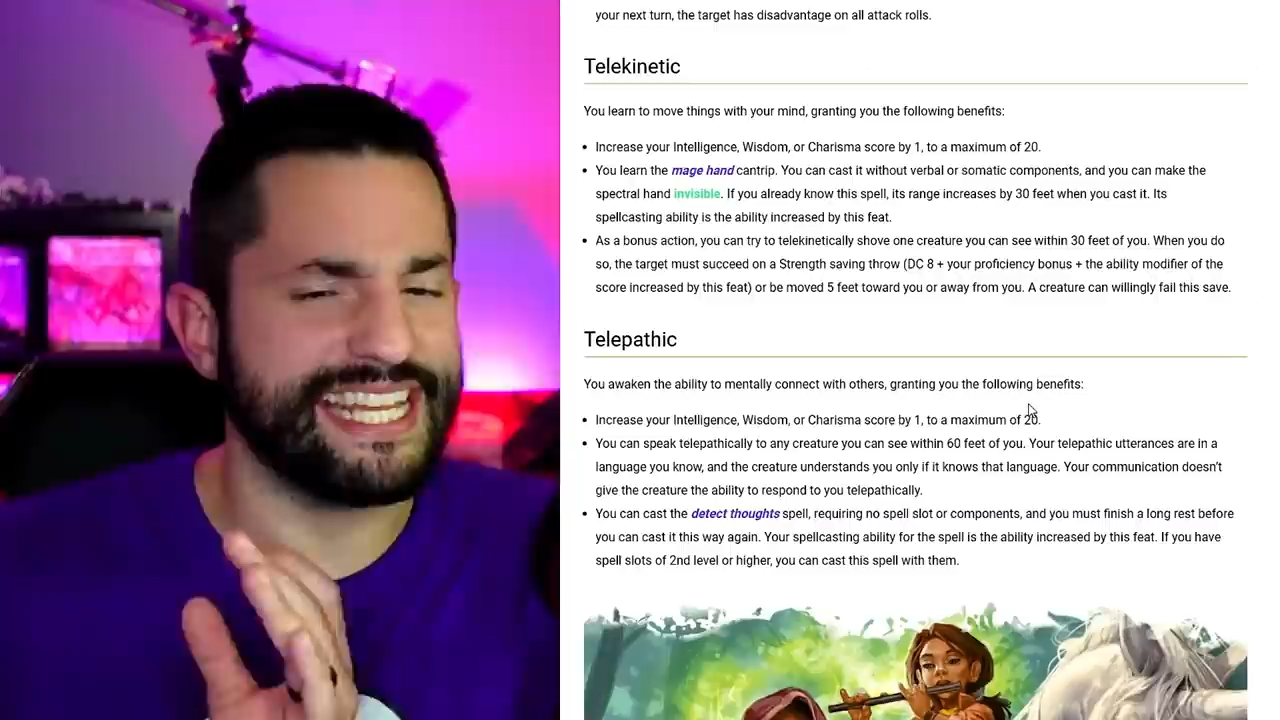 your next turn, the target has disadvantage on all attack rolls.
Telekinetic
You learn to move things with your mind, granting you the following benefits:
• Increase your Intelligence, Wisdom, or Charisma score by 1, to a maximum of 20.
• You learn the mage hand cantrip. You can cast it without verbal or somatic components, and you can make the
spectral hand invisible. If you already know this spell, its range increases by 30 feet when you cast it. Its
spellcasting ability is the ability increased by this feat.
• As a bonus action, you can try to telekinetically shove one creature you can see within 30 feet of you. When you do
so, the target must succeed on a Strength saving throw (DC 8 + your proficiency bonus + the ability modifier of the
score increased by this feat) or be moved 5 feet toward you or away from you. A creature can willingly fail this save.
Telepathic
You awaken the ability to mentally connect with others, granting you the following benefits:
• Increase your Intelligence, Wisdom, or Charisma score by 1, to a maximum of 20.
• You can speak telepathically to any creature you can see within 60 feet of you. Your telepathic utterances are in a
language you know, and the creature understands you only if it knows that language. Your communication doesn't
give the creature the ability to respond to you telepathically.
• You can cast the detect thoughts spell, requiring no spell slot or components, and you must finish a long rest before
you can cast it this way again. Your spellcasting ability for the spell is the ability increased by this feat. If you have
spell slots of 2nd level or higher, you can cast this spell with them.